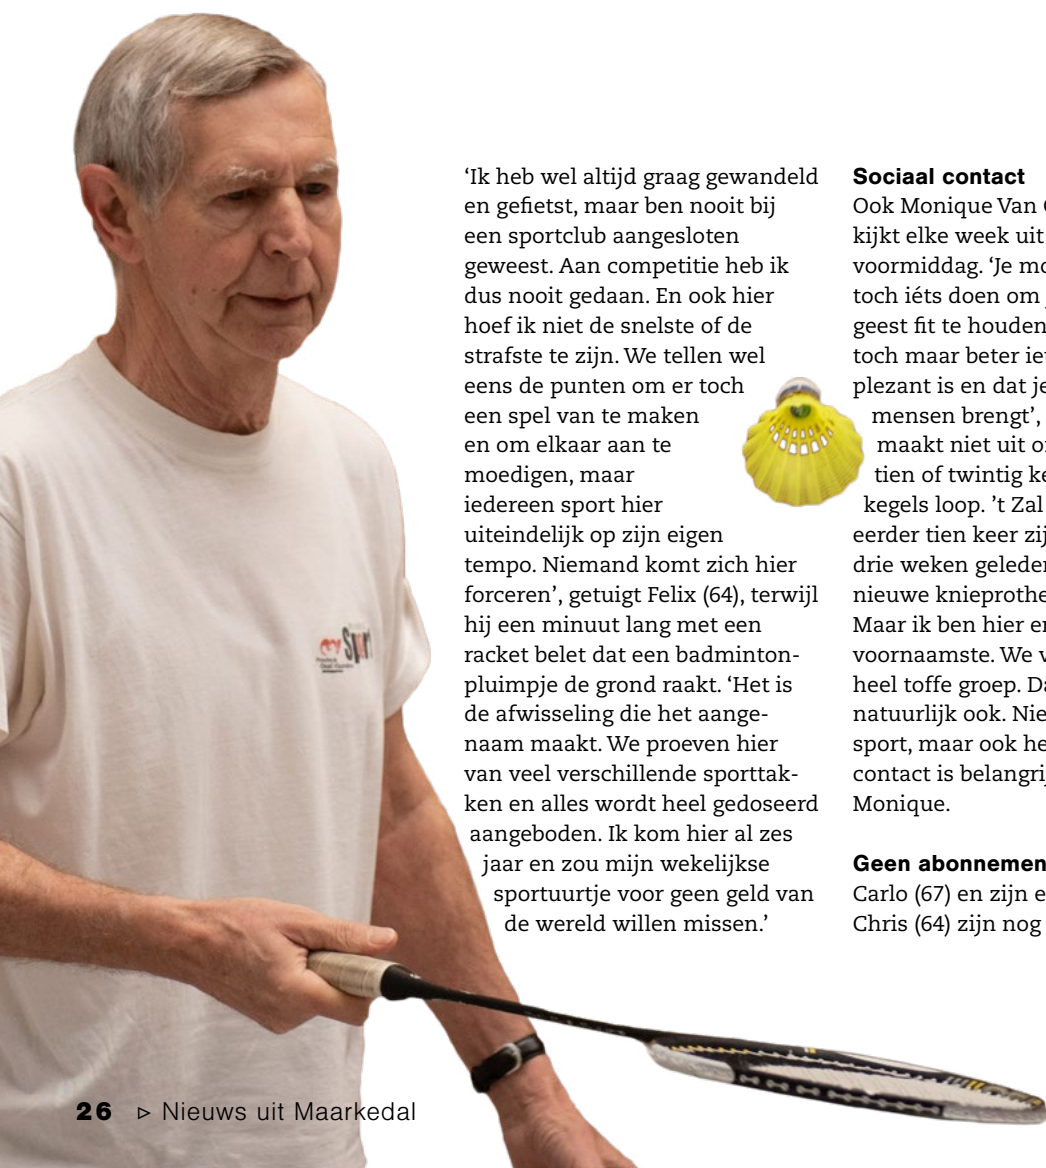 ‘Ik heb wel altijd graag gewandeld
en gefietst, maar ben nooit bij
een sportclub aangesloten
geweest. Aan competitie heb ik
dus nooit gedaan. En ook hier
hoef ik niet de snelste of de
strafste te zijn. We tellen wel
eens de punten om er toch
een spel van te maken
en om elkaar aan te
moedigen, maar
iedereen sport hier
uiteindelijk op zijn eigen
tempo. Niemand komt zich hier
forceren’, getuigt Felix (64), terwijl
hij een minuut lang met een
racket belet dat een badminton-
pluimpje de grond raakt. ‘Het is
de afwisseling die het aange-
naam maakt. We proeven hier
van veel verschillende sporttak-
ken en alles wordt heel gedoseerd
aangeboden. Ik kom hier al zes
jaar en zou mijn wekelijkse
sportuurtje voor geen geld van
de wereld willen missen.’
Sociaal contact
Ook Monique Van
kijkt elke week uit
voormiddag. ‘Je mo
toch iéts doen om
geest fit te houden
toch maar beter iet
plezant is en dat je
mensen brengt’,
maakt niet uit o
tien of twintig ke
kegels loop. ’t Zal
eerder tien keer zij
drie weken gelede
nieuwe knieprothe
Maar ik ben hier e
voornaamste. We v
heel toffe groep. Da
natuurlijk ook. Nie
sport, maar ook he
contact is belangrij
Monique.
Geen abonnemen
Carlo (67) en zijn e
Chris (64) zijn nog
Sport
26 ▷ Nieuws uit Maarkedal